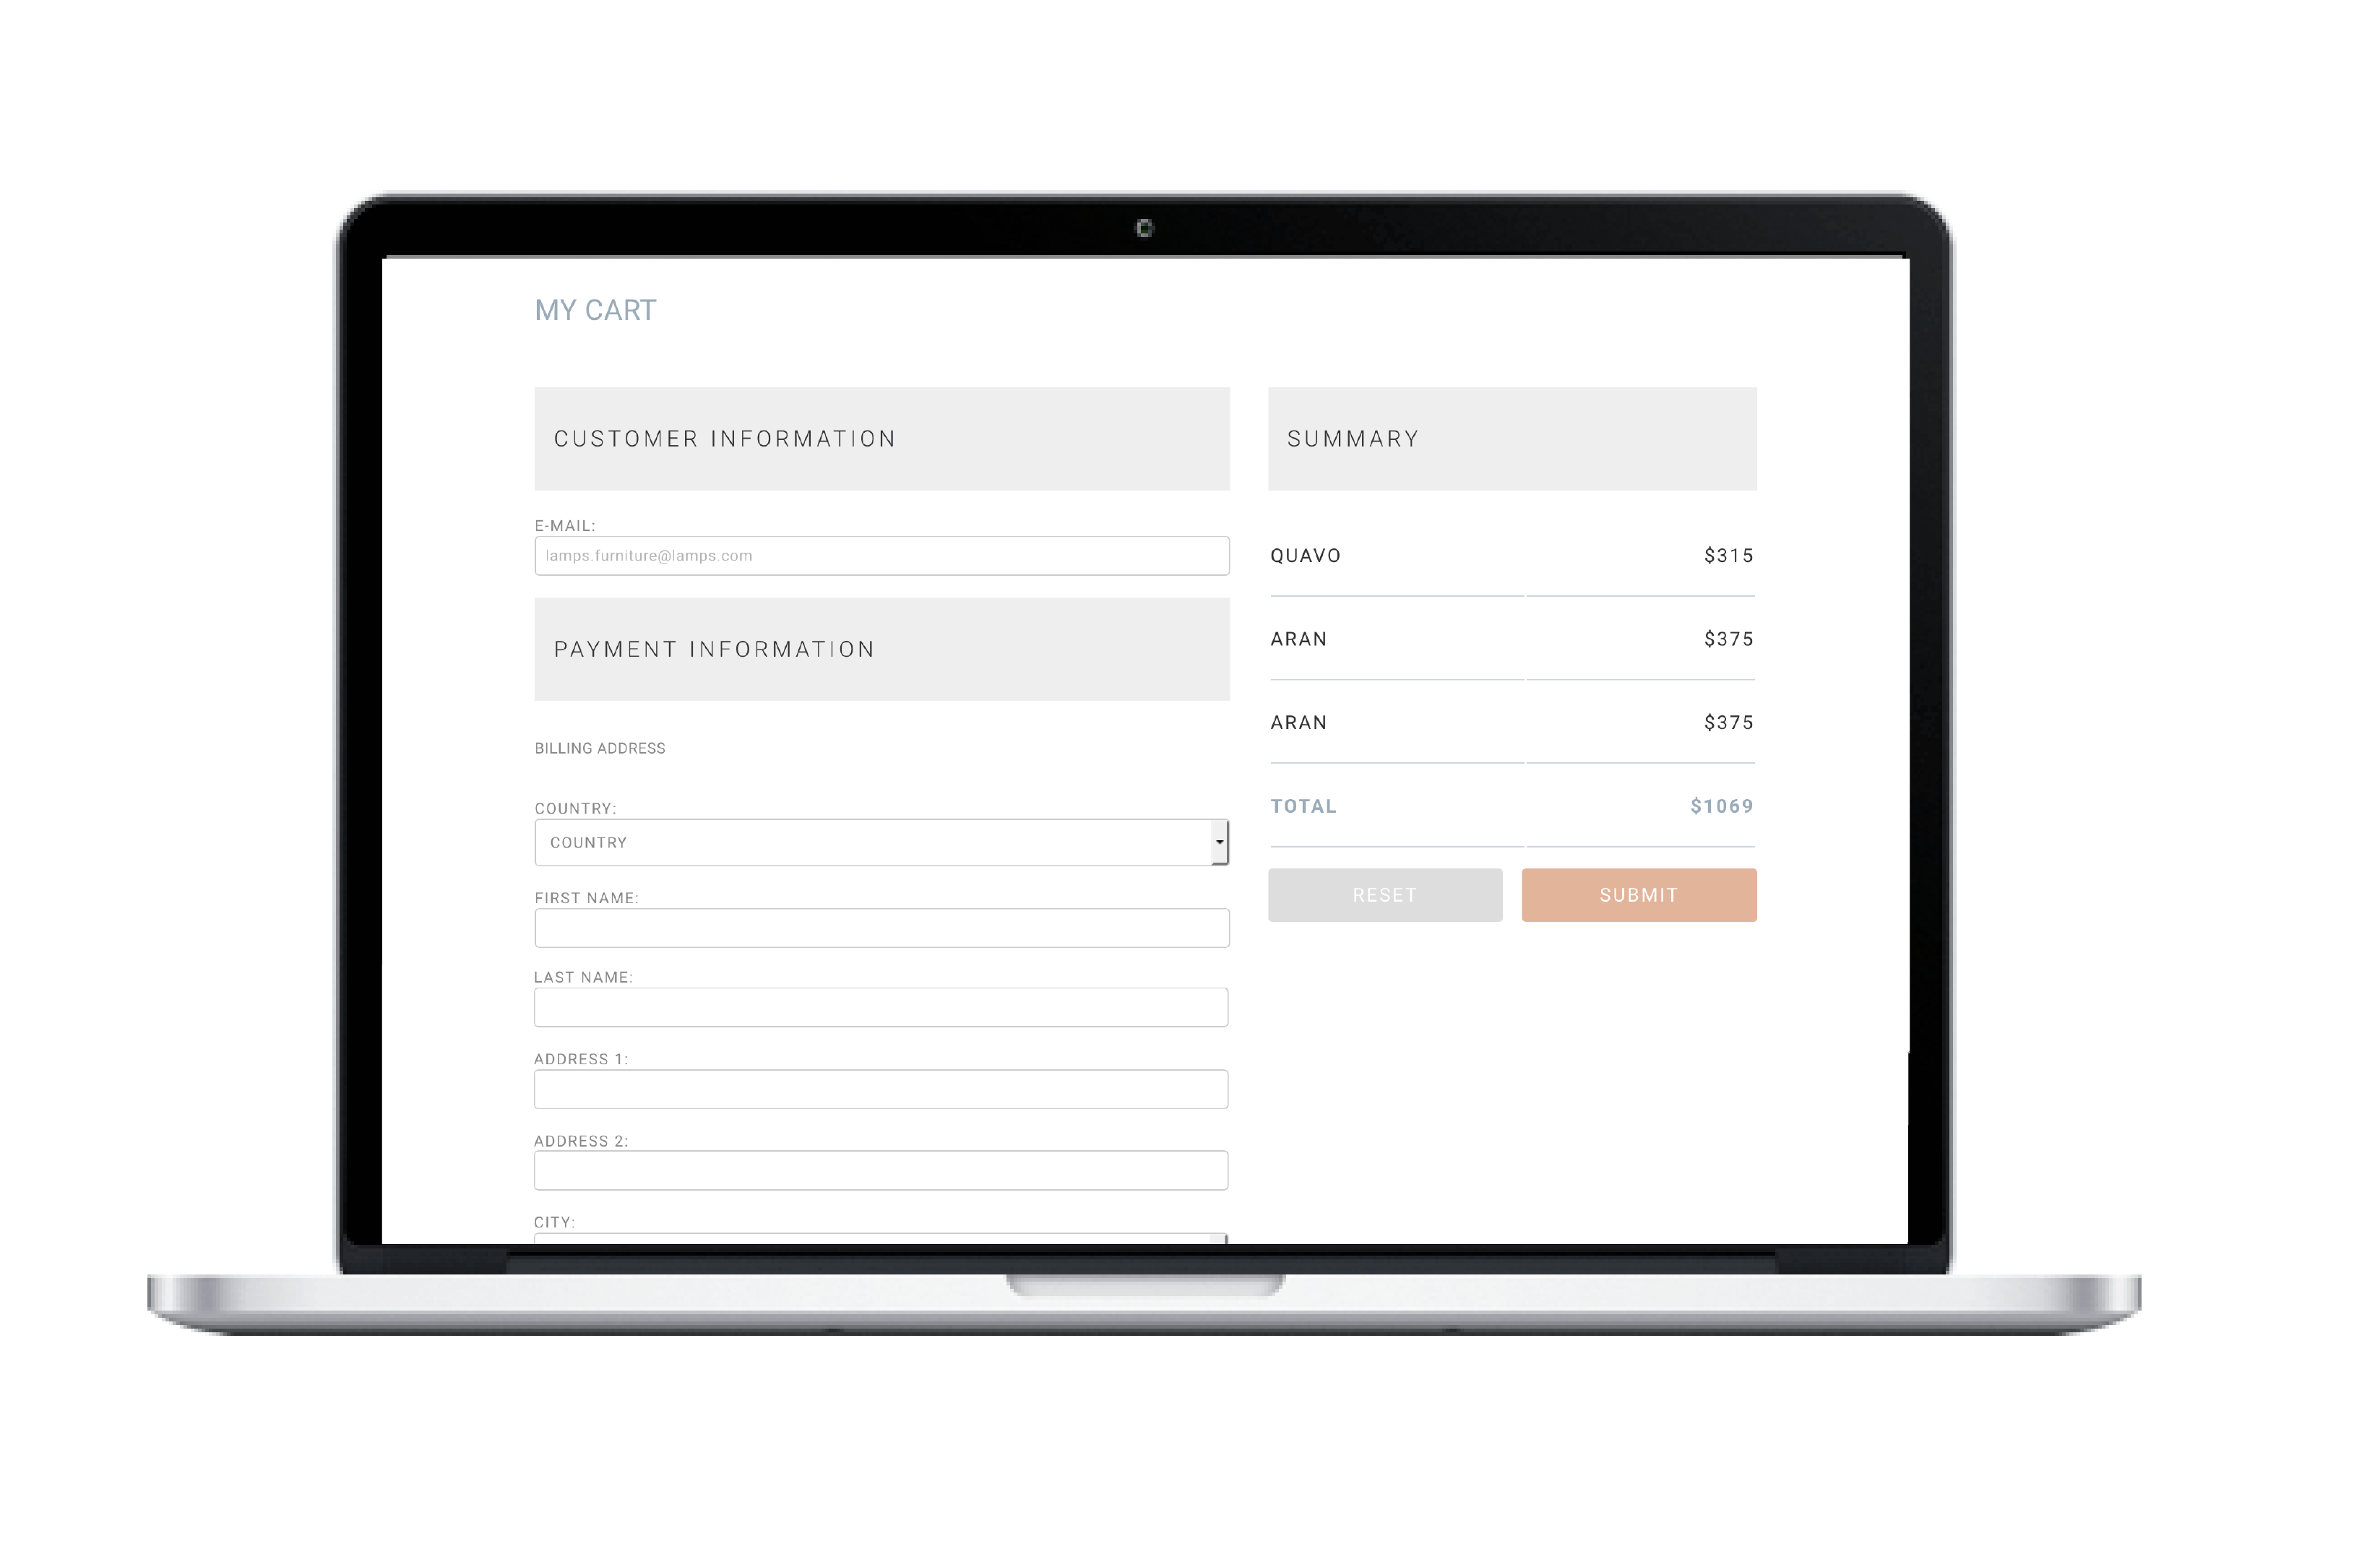 MY CART
CUSTOMER INFORMATION
E-MAIL:
lamps.furniture@lamps.com
PAYMENT INFORMATION
BILLING ADDRESS
COUNTRY:
COUNTRY
FIRST NAME:
LAST NAME:
ADDRESS 1:
ADDRESS 2:
CITY:
SUMMARY
QUAVO $315
ARAN $375
ARAN $375
TOTAL $1069
RESET SUBMIT